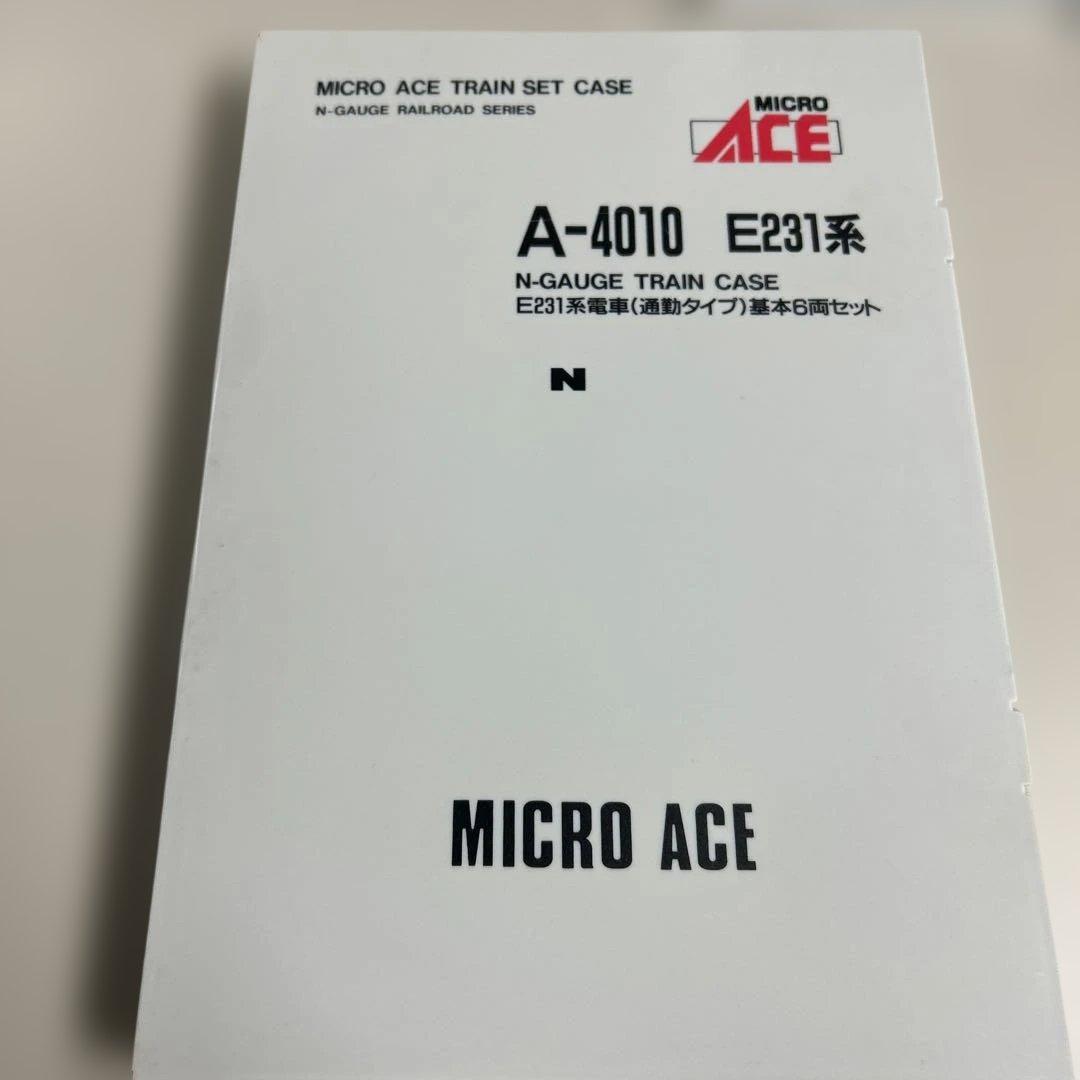 MICRO ACE TRAIN SET CASE
N-GAUGE RAILROAD SERIES
MICRO
ACE
A-4010 E231系
N-GAUGE TRAIN CASE
E231系電車(通勤タイプ)基本6両セット
N
MICRO ACE